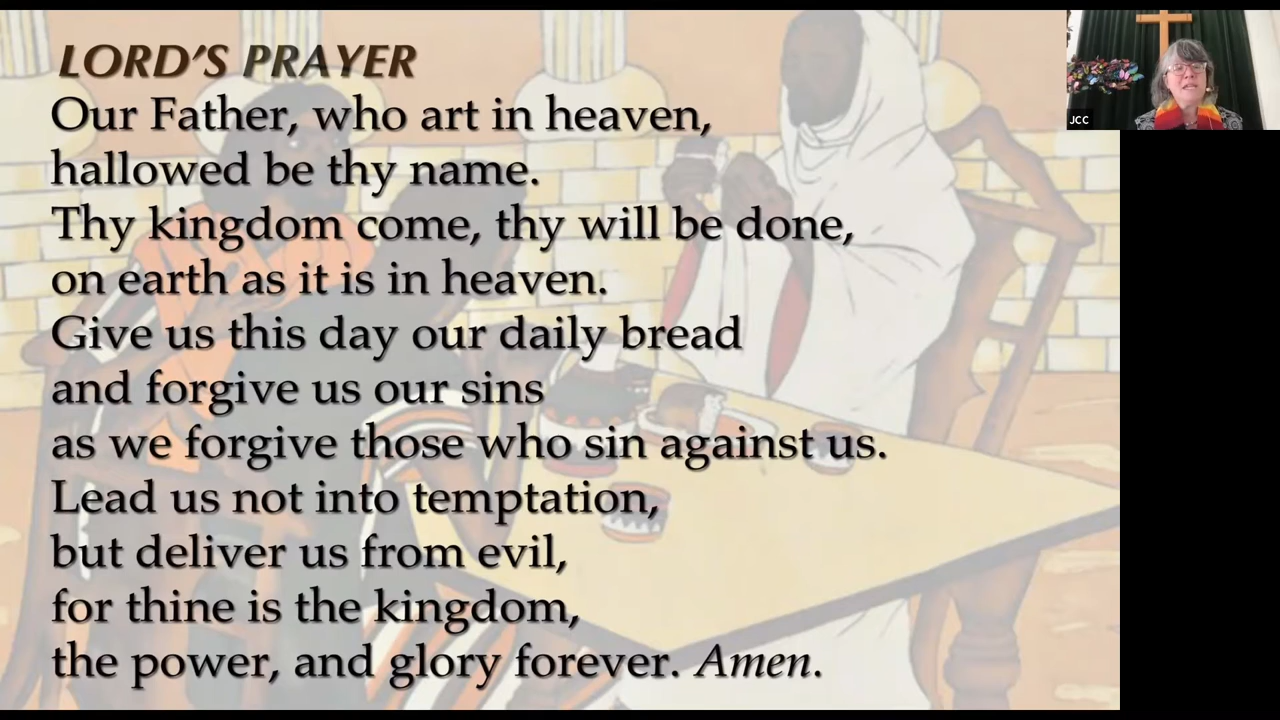 LORD'S PRAYER
Our Father, who art in heaven,
hallowed be thy name.
Thy kingdom come, thy will be done,
on earth as it is in heaven.
Give us this day our daily bread
and forgive us our sins
as we forgive those who sin against us.
Lead us not into temptation,
but deliver us from evil,
for thine is the kingdom,
the power, and glory forever. Amen.
JCC